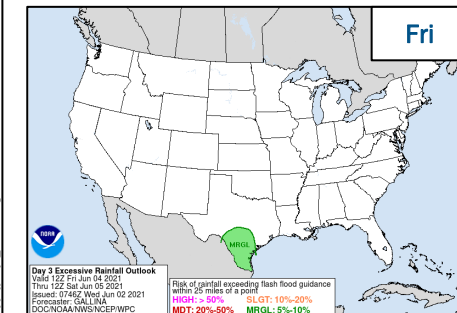 Fri
MRGL
NOAA
Day 3 Excessive Rainfall Outlook
Valid 12Z Fri Jun 04 2021
Thru 12Z Sat Jun 05 2021
Issued: 0746Z Wed Jun 02 2021
Forecaster: GALLINA
DOC/NOAA/NWS/NCEP/WPC
Risk of rainfall exceeding flash flood guidance
within 25 miles of a point
HIGH: > 50% SLGT: 10%-20%
MDT: 20%-50% MRGL: 5%-10%